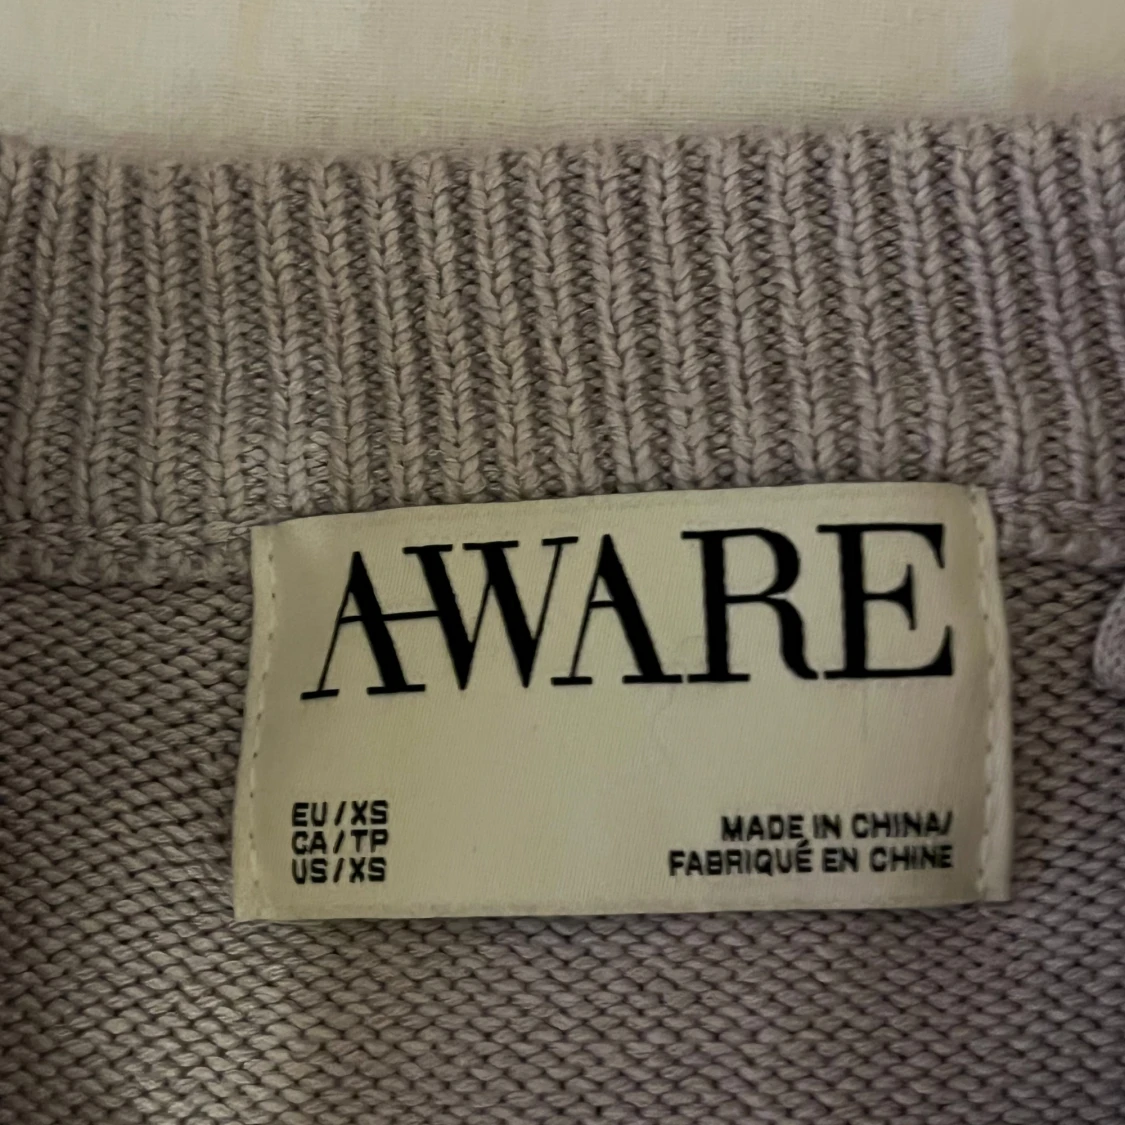 AWARE
EU/XS
CA/TP
US/XS
MADE IN CHINA/
FABRIQUÉ EN CHINE